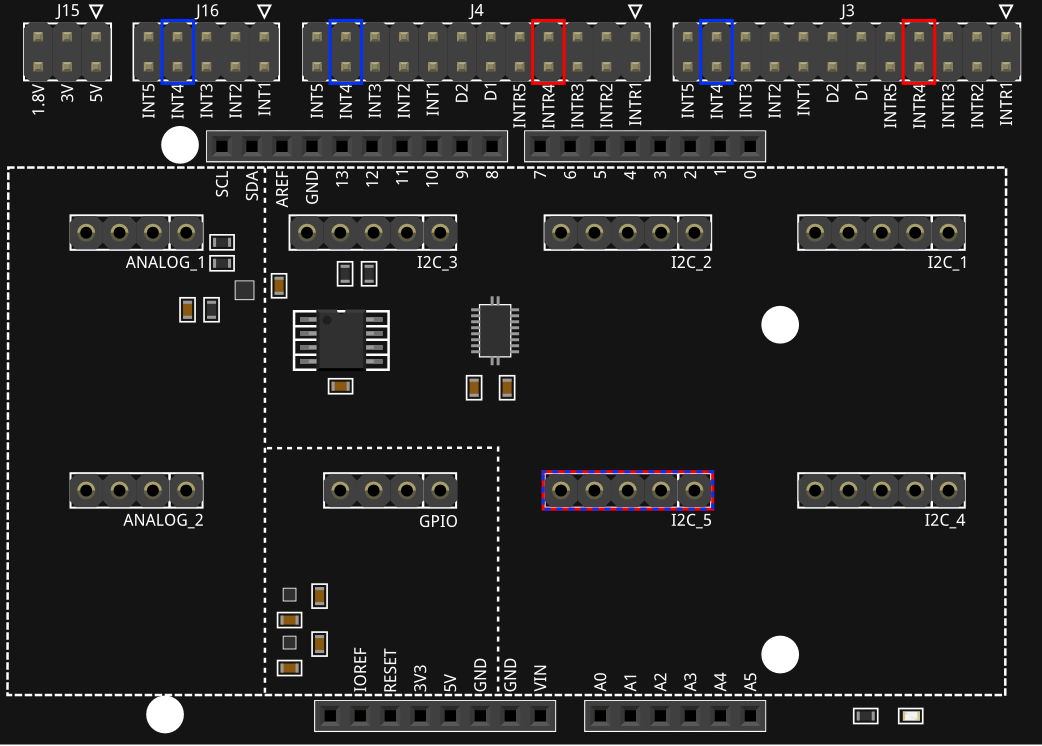 J15 J16 J4 J3
1.8V 3V 5V INT5 INT4 INT3 INT2 INT1 INT5 INT4 INT3 INT2 INT1 D2 D1 INTR5 INTR4 INTR3 INTR2 INTR1 INT5 INT4 INT3 INT2 INT1 D2 D1 INTR5 INTR4 INTR3 INTR2 INTR1
SCL SDA AREF GND 13 12 11 10 9 8 7 6 5 4 3 2 1 0
ANALOG_1 I2C_3 I2C_2 I2C_1
ANALOG_2 GPIO I2C_5 I2C_4
IOREF RESET 3V3 5V GND GND VIN A0 A1 A2 A3 A4 A5